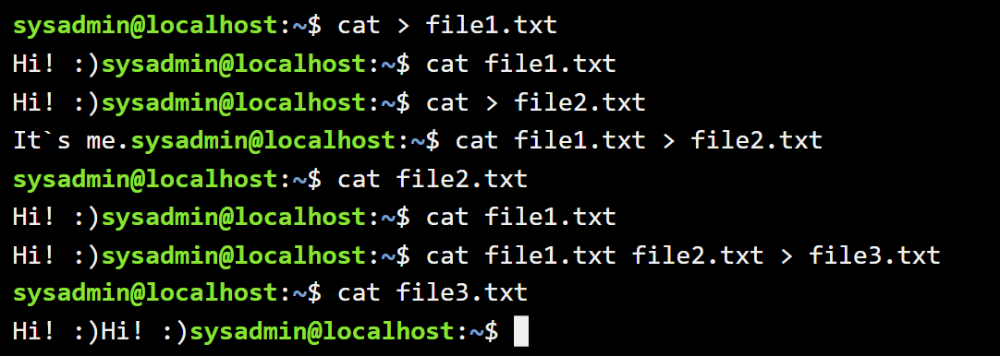 sysadmin@localhost:~$ cat > file1.txt
Hi! :)sysadmin@localhost:~$ cat file1.txt
Hi! :)sysadmin@localhost:~$ cat > file2.txt
It`s me.sysadmin@localhost:~$ cat file1.txt > file2.txt
sysadmin@localhost:~$ cat file2.txt
Hi! :)sysadmin@localhost:~$ cat file1.txt
Hi! :)sysadmin@localhost:~$ cat file1.txt file2.txt > file3.txt
sysadmin@localhost:~$ cat file3.txt
Hi! :)Hi! :)sysadmin@localhost:~$